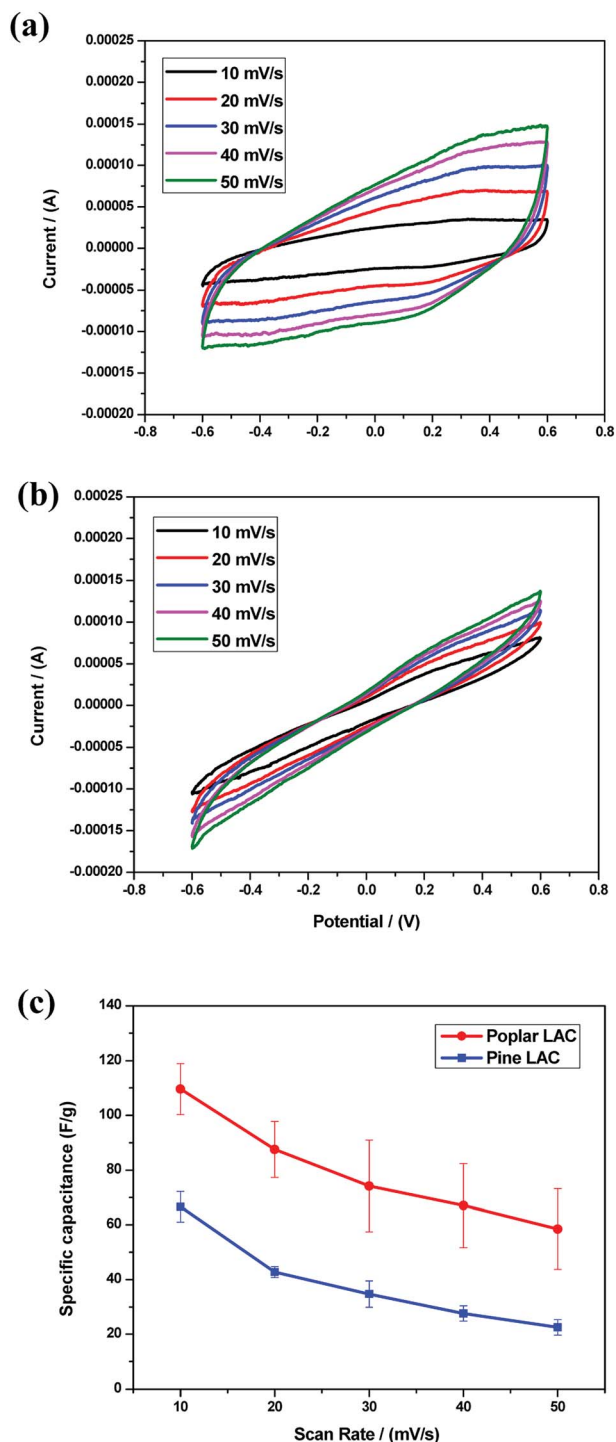 (a)
0.00025
0.00020
0.00015
0.00010
0.00005
0.00000
-0.00005
-0.00010
-0.00015
-0.00020
Current / (A)
10 mV/s
20 mV/s
30 mV/s
40 mV/s
50 mV/s
-0.8 -0.6 -0.4 -0.2 0.0 0.2 0.4 0.6 0.8
(b)
0.00025
0.00020
0.00015
0.00010
0.00005
0.00000
-0.00005
-0.00010
-0.00015
-0.00020
Current / (A)
10 mV/s
20 mV/s
30 mV/s
40 mV/s
50 mV/s
-0.8 -0.6 -0.4 -0.2 0.0 0.2 0.4 0.6 0.8
Potential / (V)
(c)
140
120
100
80
60
40
20
0
Specific capacitance (F/g)
Poplar LAC
Pine LAC
10 20 30 40 50
Scan Rate / (mV/s)